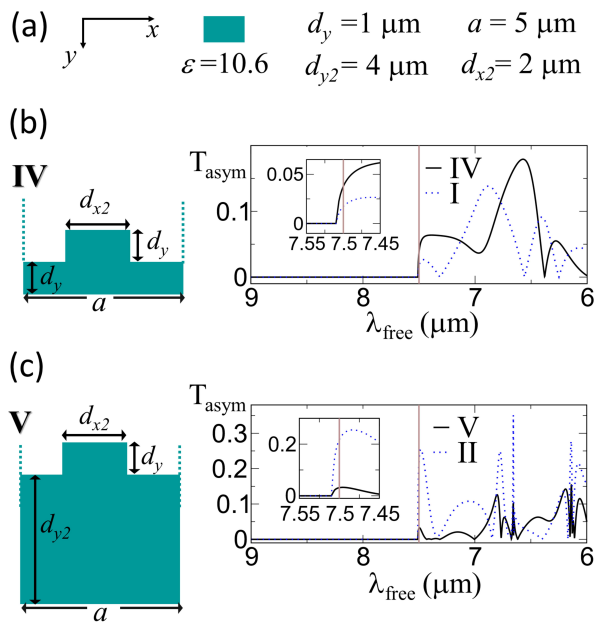 (a) x y ε=10.6 d_y = 1 μm a = 5 μm
d_y2 = 4 μm d_x2 = 2 μm
(b)
IV d_x2 d_y d_y a
T_asym
0.1
0
0.05
0
7.55 7.5 7.45
IV
I
9 8 7 6
λ_free (μm)
(c)
V d_x2 d_y d_y2 a
T_asym
0.3
0.2
0.1
0
0.2
0
7.55 7.5 7.45
V
II
9 8 7 6
λ_free (μm)